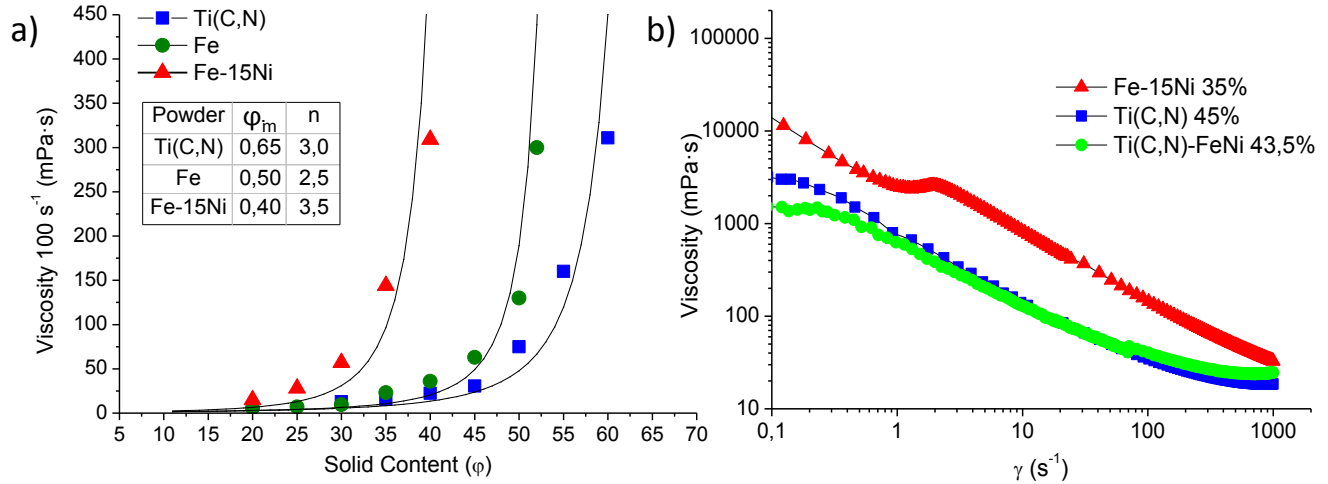 a)
Viscosity 100 s⁻¹ (mPa·s)
450
400
350
300
250
200
150
100
50
0
5 10 15 20 25 30 35 40 45 50 55 60 65 70
Solid Content (φ)
Ti(C,N)
Fe
Fe-15Ni
Powder φm n
Ti(C,N) 0,65 3,0
Fe 0,50 2,5
Fe-15Ni 0,40 3,5
b)
Viscosity (mPa·s)
100000
10000
1000
100
10
0,1 1 10 100 1000
γ (s⁻¹)
Fe-15Ni 35%
Ti(C,N) 45%
Ti(C,N)-FeNi 43,5%